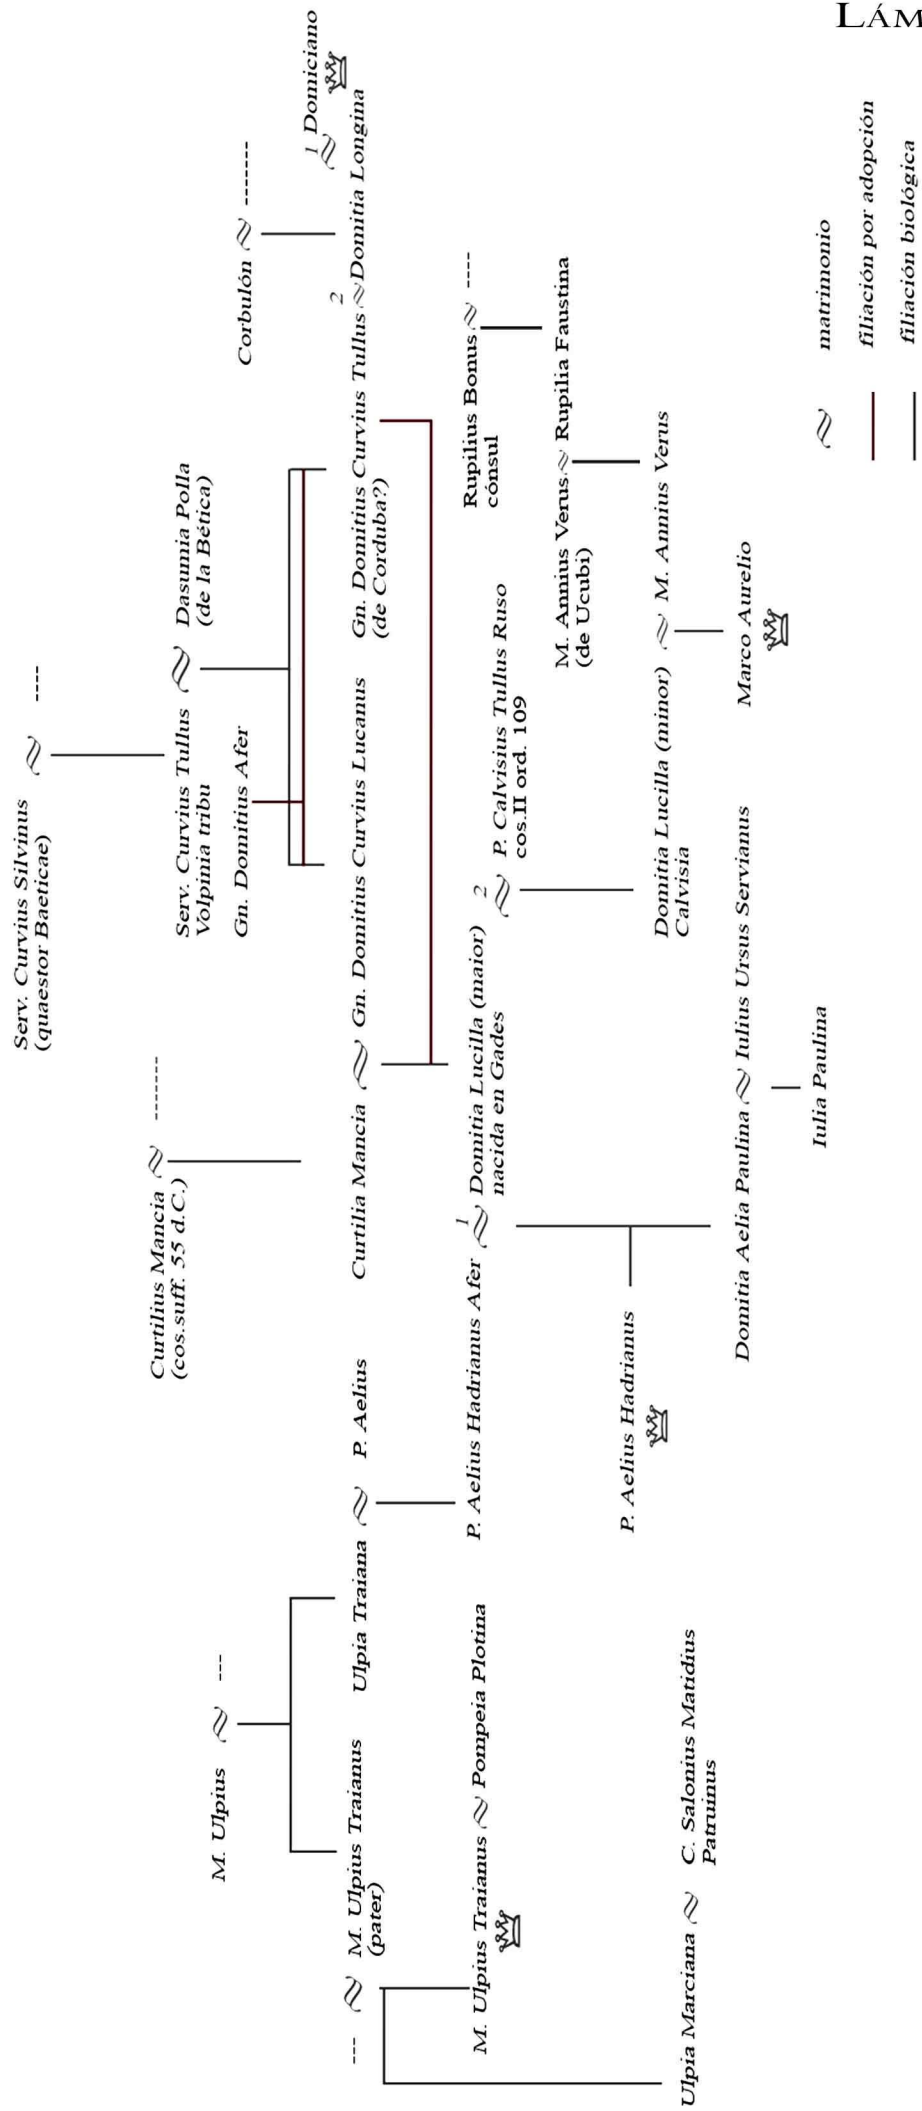 LÁM
Serv. Curvius Silvinus ----
(quaestor Baeticae)
Curtilius Mancia -------
(cos.suff. 55 d.C.)
Serv. Curvius Tullus
Volpinia tribu
Dasumia Polla
(de la Bética)
Gn. Domitius Afer
Corbulón --------
1 Domiciano
M. Ulpius ---
--- M. Ulpius Traianus
(pater)
Ulpia Traiana P. Aelius
Curtilia Mancia Gn. Domitius Curvius Lucanus
Gn. Domitius Curvius Tullus 2 Domitia Longina
(de Corduba?)
M. Ulpius Traianus Pompeia Plotina
P. Aelius Hadrianus Afer 1 Domitia Lucilla (maior) 2 P. Calvisius Tullus Ruso
nacida en Gades
cos.II ord. 109
Rupilius Bonus ----
cónsul
M. Annius Verus Rupilia Faustina
(de Ucubi)
P. Aelius Hadrianus
Domitia Lucilla (minor) M. Annius Verus
Calvisia
Ulpia Marciana C. Salonius Matidius
Patruinus
Domitia Aelia Paulina Iulius Ursus Servianus
Marco Aurelio
Iulia Paulina
matrimonio
filiación por adopción
filiación biológica